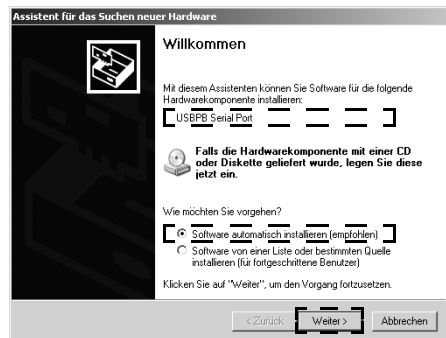 Assistent für das Suchen neuer Hardware
Willkommen
Mit diesem Assistenten können Sie Software für die folgende
Hardwarekomponente installieren:
USBPB Serial Port
Falls die Hardwarekomponente mit einer CD
oder Diskette geliefert wurde, legen Sie diese
jetzt ein.
Wie möchten Sie vorgehen?
Software automatisch installieren (empfohlen)
Software von einer Liste oder bestimmten Quelle
installieren (für fortgeschrittene Benutzer)
Klicken Sie auf "Weiter", um den Vorgang fortzusetzen.
< Zurück Weiter > Abbrechen